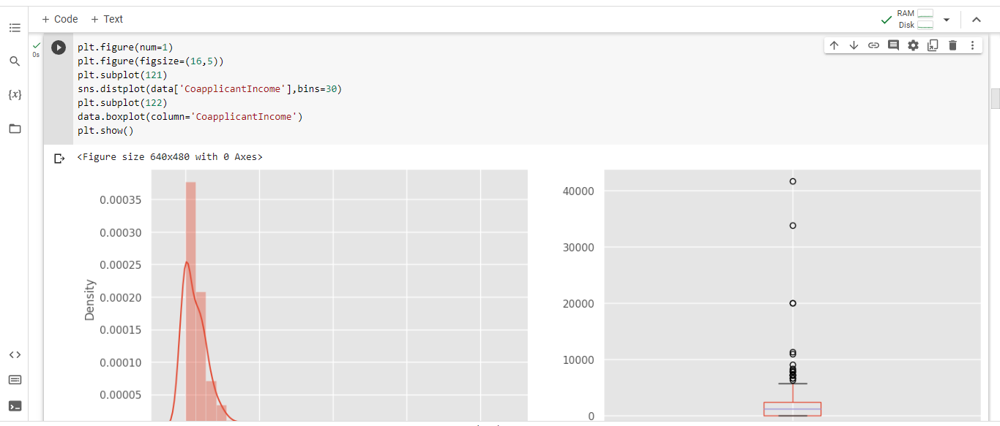 + Code + Text
RAM
Disk
0s
{x}
plt.figure(num=1)
plt.figure(figsize=(16,5))
plt.subplot(121)
sns.distplot(data['CoapplicantIncome'],bins=30)
plt.subplot(122)
data.boxplot(column='CoapplicantIncome')
plt.show()
<Figure size 640x480 with 0 Axes>
0.00035
0.00030
0.00025
0.00020
0.00015
0.00010
0.00005
Density
40000
30000
20000
10000
0